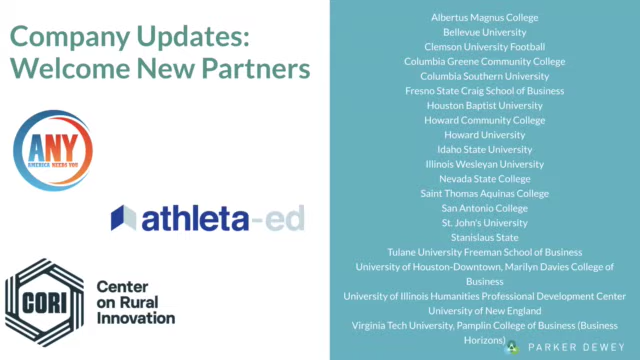 Company Updates:
Welcome New Partners
ANY
AMERICA NEEDS YOU
athleta-ed
CORI
Center
on Rural
Innovation
Albertus Magnus College
Bellevue University
Clemson University Football
Columbia Greene Community College
Columbia Southern University
Fresno State Craig School of Business
Houston Baptist University
Howard Community College
Howard University
Idaho State University
Illinois Wesleyan University
Nevada State College
Saint Thomas Aquinas College
San Antonio College
St. John's University
Stanislaus State
Tulane University Freeman School of Business
University of Houston-Downtown, Marilyn Davies College of
Business
University of Illinois Humanities Professional Development Center
University of New England
Virginia Tech University, Pamplin College of Business (Business
Horizons)
PARKER DEWEY